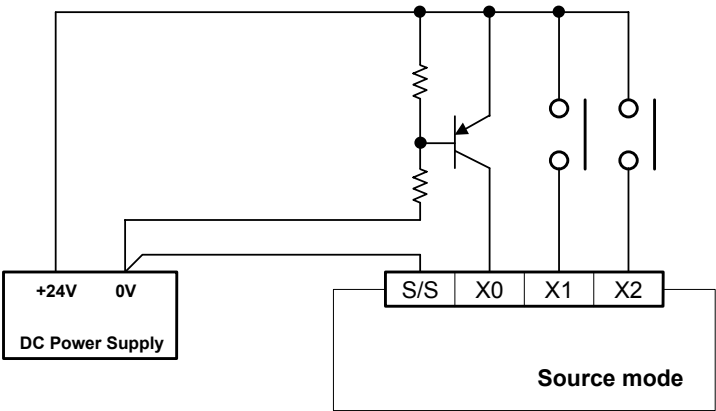 +24V 0V
DC Power Supply
S/S X0 X1 X2
Source mode